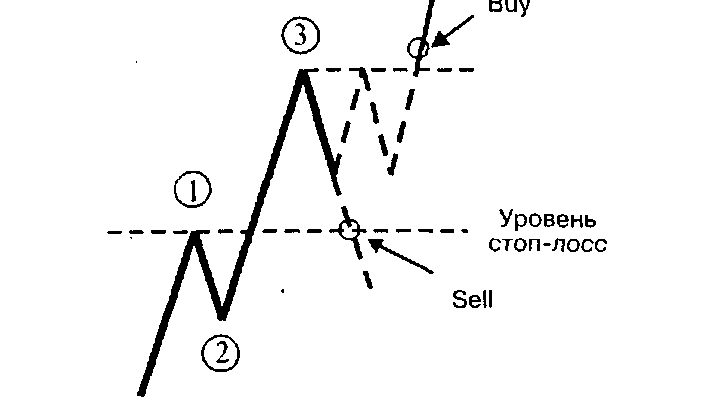 Buy
③
①
Уровень
стоп-лосс
Sell
②